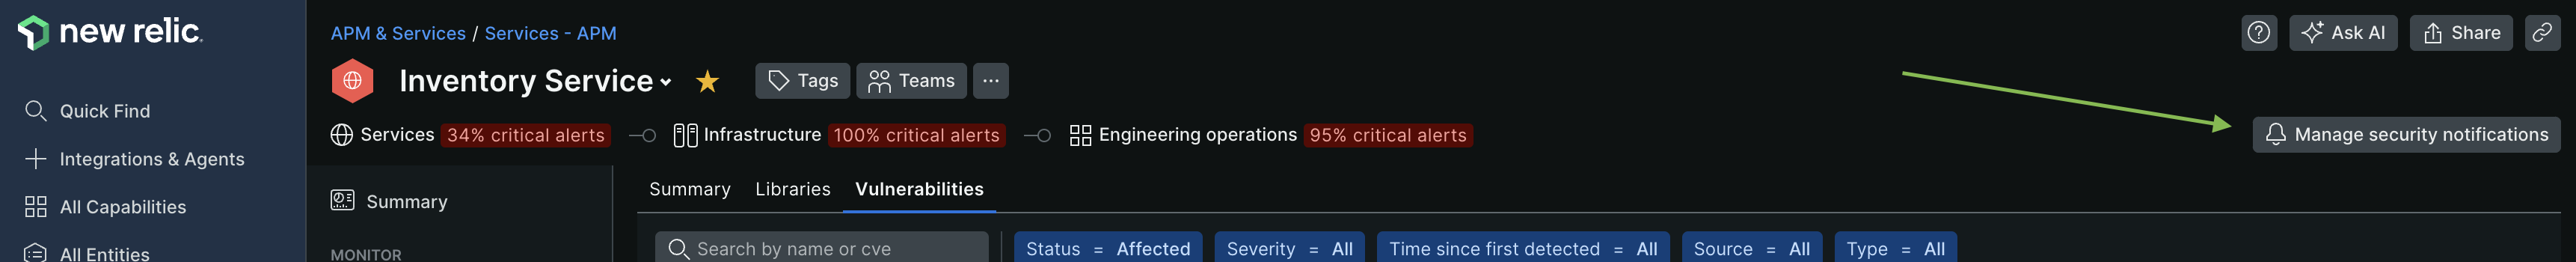 new relic.
Quick Find
Integrations & Agents
All Capabilities
All Entities
APM & Services / Services - APM
Inventory Service
Tags
Teams
...
Services 34% critical alerts
Infrastructure 100% critical alerts
Engineering operations 95% critical alerts
? Ask AI Share
Manage security notifications
Summary
MONITOR
Summary Libraries Vulnerabilities
Search by name or cve
Status = Affected
Severity = All
Time since first detected = All
Source = All
Type = All